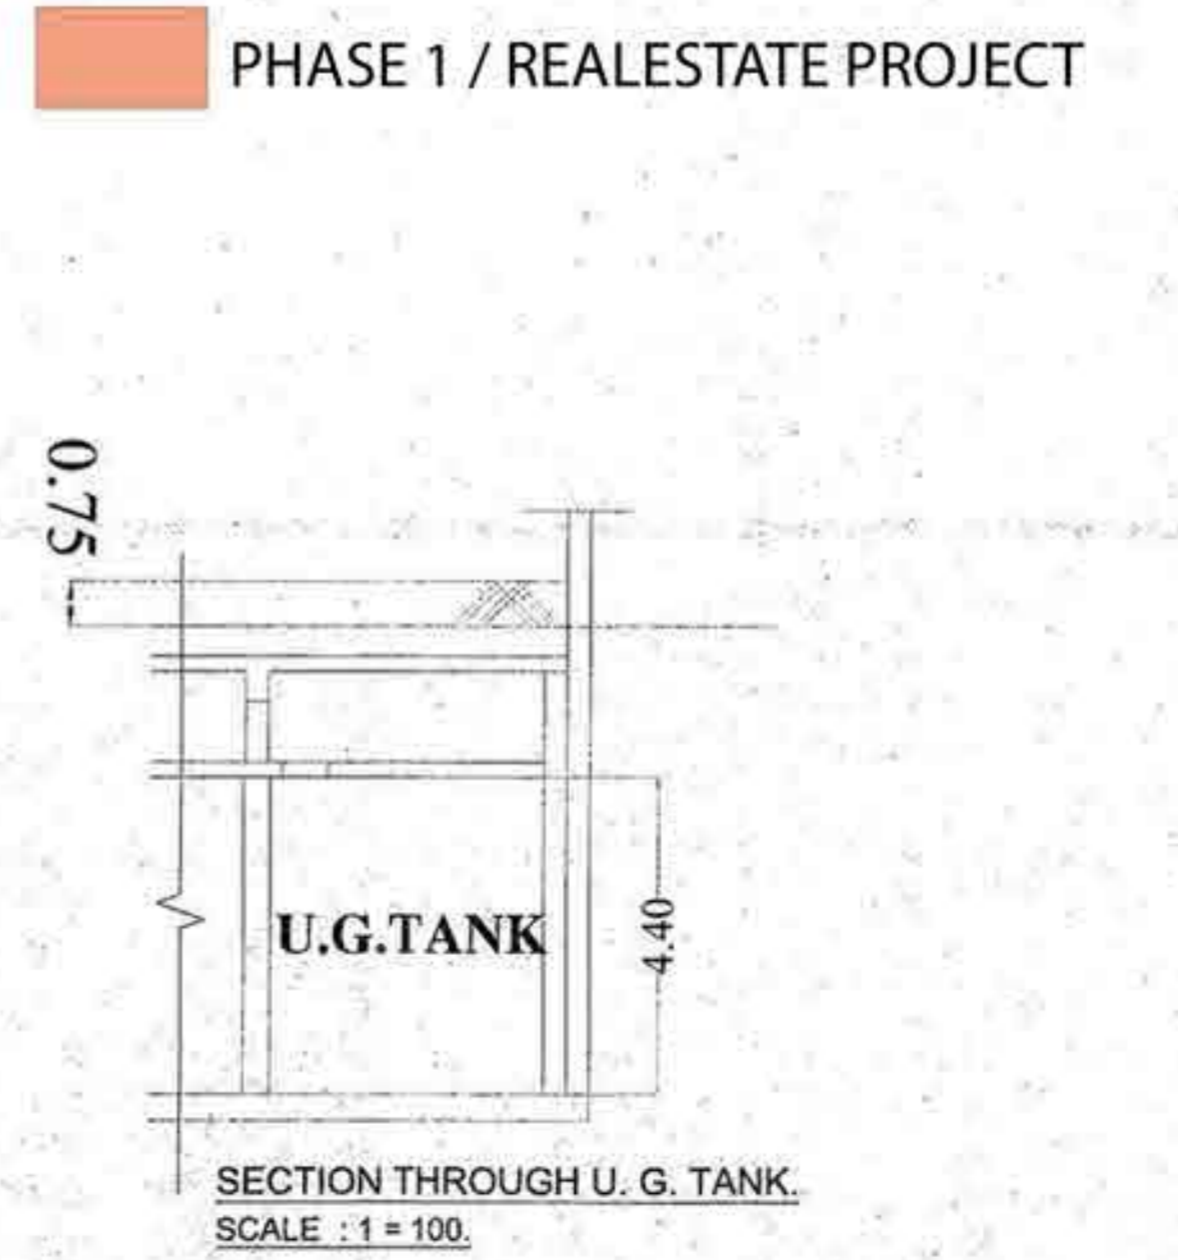 PHASE 1 / REALESTATE PROJECT
0.75
U.G.TANK
4.40
SECTION THROUGH U. G. TANK.
SCALE : 1 = 100.